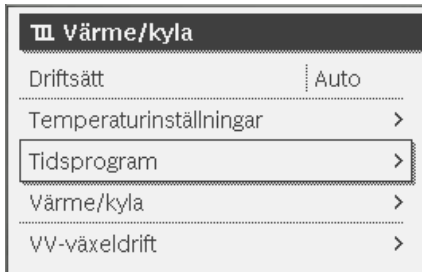 Värme/kyla
Driftsätt Auto
Temperaturinställningar >
Tidsprogram >
Värme/kyla >
VV-växeldrift >